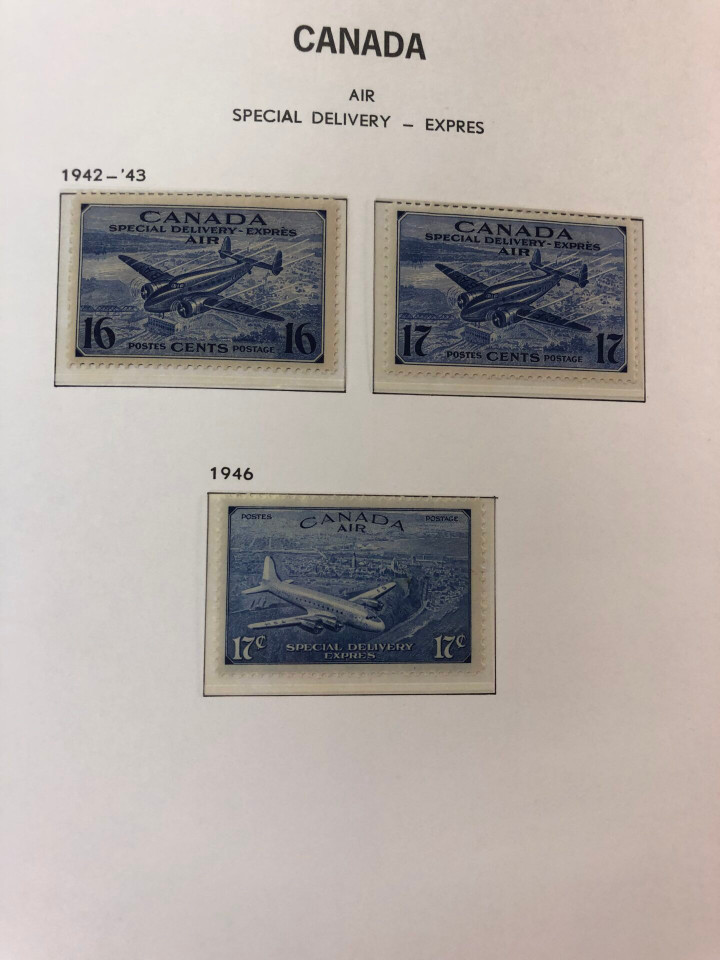 CANADA
AIR
SPECIAL DELIVERY – EXPRES
1942–'43
CANADA
SPECIAL DELIVERY-EXPRÈS
AIR
16 16
POSTES CENTS POSTAGE
CANADA
SPECIAL DELIVERY-EXPRÈS
AIR
17 17
POSTES CENTS POSTAGE
1946
POSTES CANADA POSTAGE
AIR
17¢ 17¢
SPECIAL DELIVERY
EXPRES